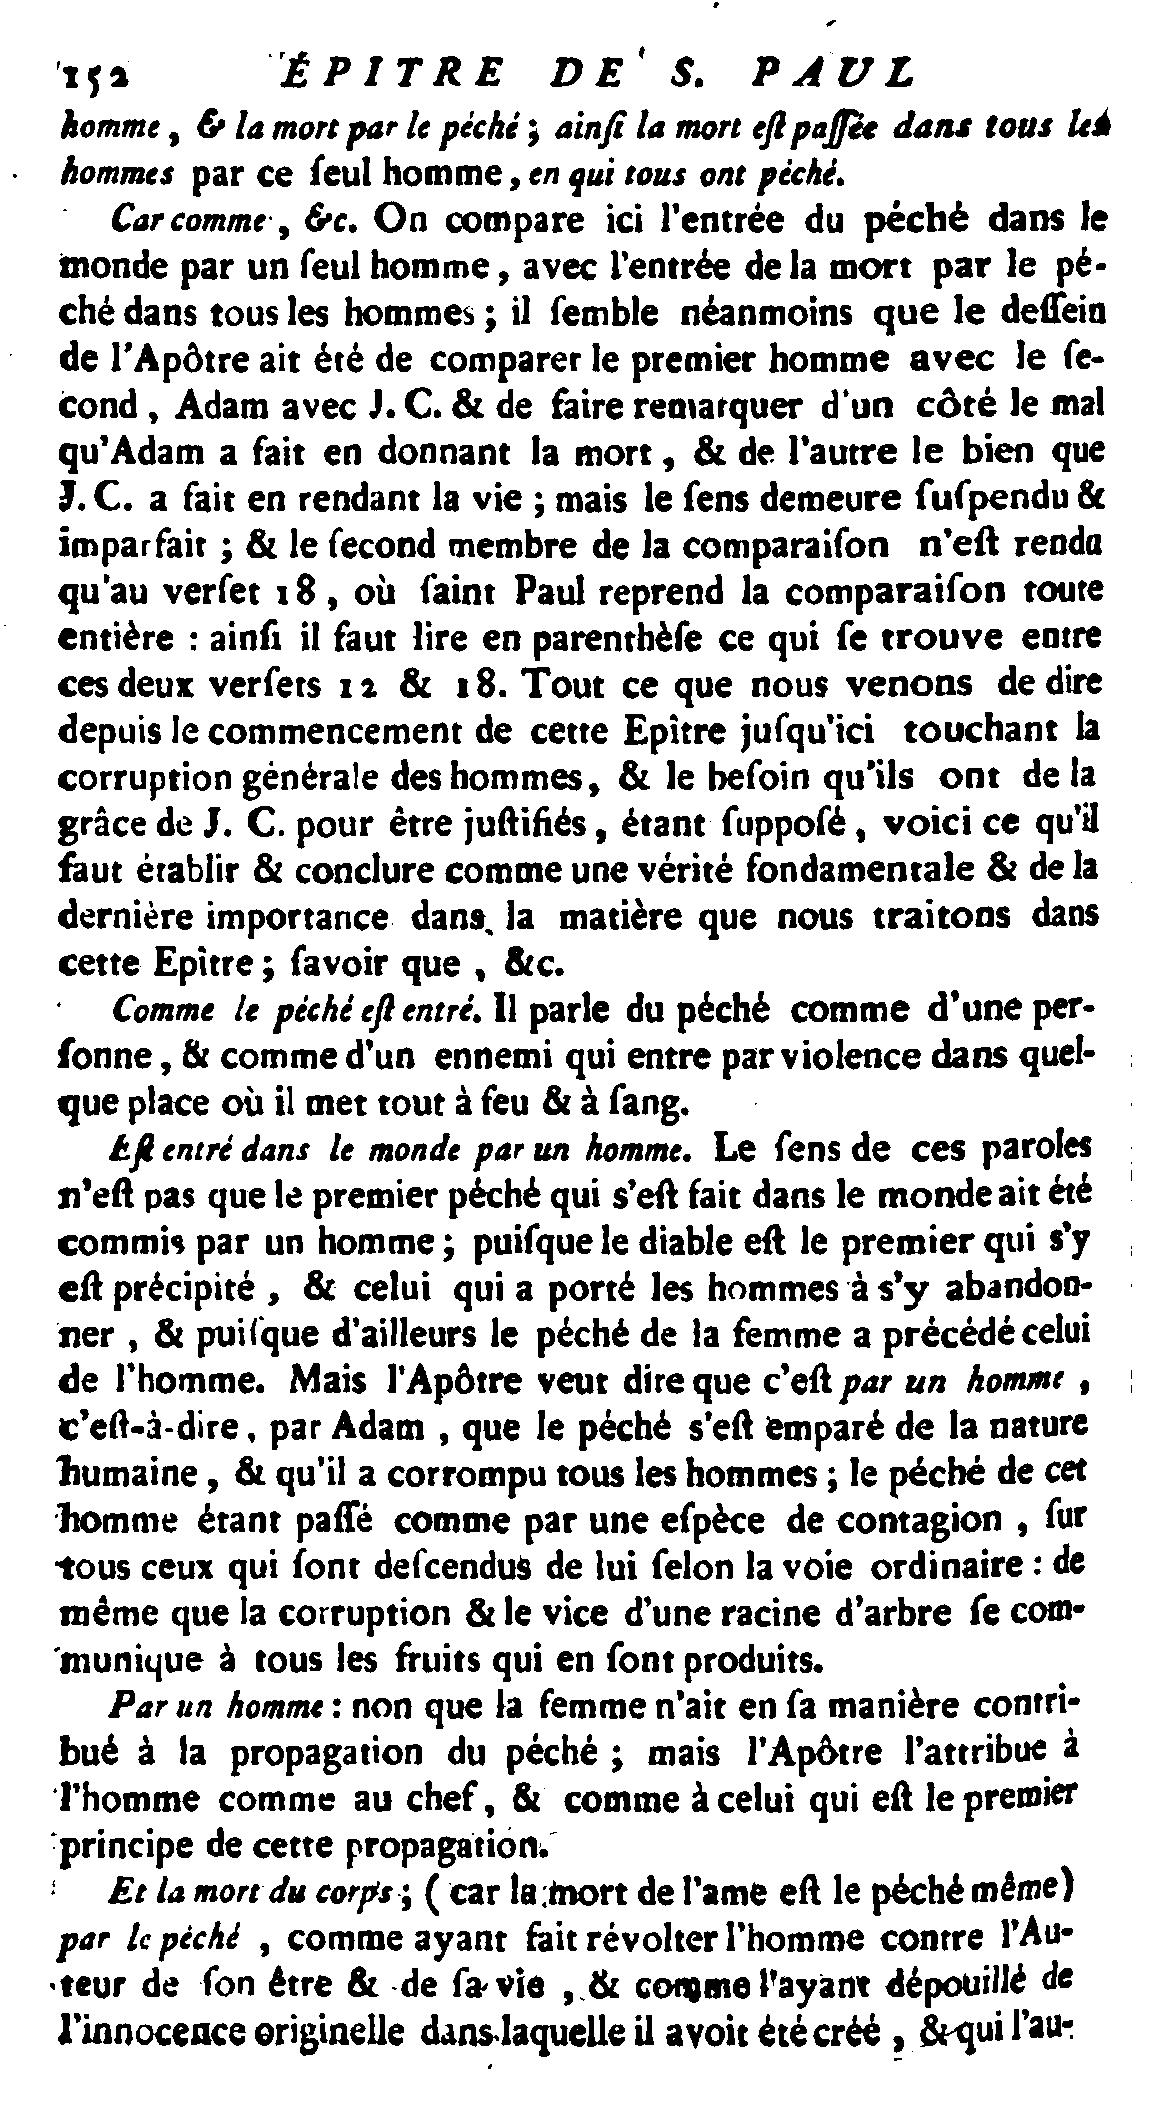 152 ÉPITRE DE S. PAUL
homme, & la mort par le péché; ainſi la mort eſt paſſée dans tous les
hommes par ce ſeul homme, en qui tous ont péché.
Car comme, &c. On compare ici l'entrée du péché dans le
monde par un ſeul homme, avec l'entrée de la mort par le pé-
ché dans tous les hommes; il ſemble néanmoins que le deſſein
de l'Apôtre ait été de comparer le premier homme avec le ſe-
cond, Adam avec J. C. & de faire remarquer d'un côté le mal
qu'Adam a fait en donnant la mort, & de l'autre le bien que
J. C. a fait en rendant la vie; mais le ſens demeure ſuſpendu &
imparfait; & le ſecond membre de la comparaiſon n'eſt rendu
qu'au verſet 18, où ſaint Paul reprend la comparaiſon toute
entière: ainſi il faut lire en parenthèſe ce qui ſe trouve entre
ces deux verſets 12 & 18. Tout ce que nous venons de dire
depuis le commencement de cette Epître juſqu'ici touchant la
corruption générale des hommes, & le beſoin qu'ils ont de la
grâce de J. C. pour être juſtifiés, étant ſuppoſé, voici ce qu'il
faut établir & conclure comme une vérité fondamentale & de la
dernière importance dans la matière que nous traitons dans
cette Epître; ſavoir que, &c.
Comme le péché eſt entré. Il parle du péché comme d'une per-
ſonne, & comme d'un ennemi qui entre par violence dans quel-
que place où il met tout à feu & à ſang.
Eſt entré dans le monde par un homme. Le ſens de ces paroles
n'eſt pas que le premier péché qui s'eſt fait dans le monde ait été
commis par un homme; puiſque le diable eſt le premier qui s'y
eſt précipité, & celui qui a porté les hommes à s'y abandon-
ner, & puiſque d'ailleurs le péché de la femme a précédé celui
de l'homme. Mais l'Apôtre veut dire que c'eſt par un homme,
c'eſt-à-dire, par Adam, que le péché s'eſt emparé de la nature
humaine, & qu'il a corrompu tous les hommes; le péché de cet
homme étant paſſé comme par une eſpèce de contagion, ſur
tous ceux qui ſont deſcendus de lui ſelon la voie ordinaire: de
même que la corruption & le vice d'une racine d'arbre ſe com-
munique à tous les fruits qui en ſont produits.
Par un homme: non que la femme n'ait en ſa manière contri-
bué à la propagation du péché; mais l'Apôtre l'attribue à
l'homme comme au chef, & comme à celui qui eſt le premier
principe de cette propagation.
Et la mort du corps; (car la mort de l'ame eſt le péché même)
par le péché, comme ayant fait révolter l'homme contre l'Au-
teur de ſon être & de ſa vie, & comme l'ayant dépouillé de
l'innocence originelle dans laquelle il avoit été créé, & qui l'au-